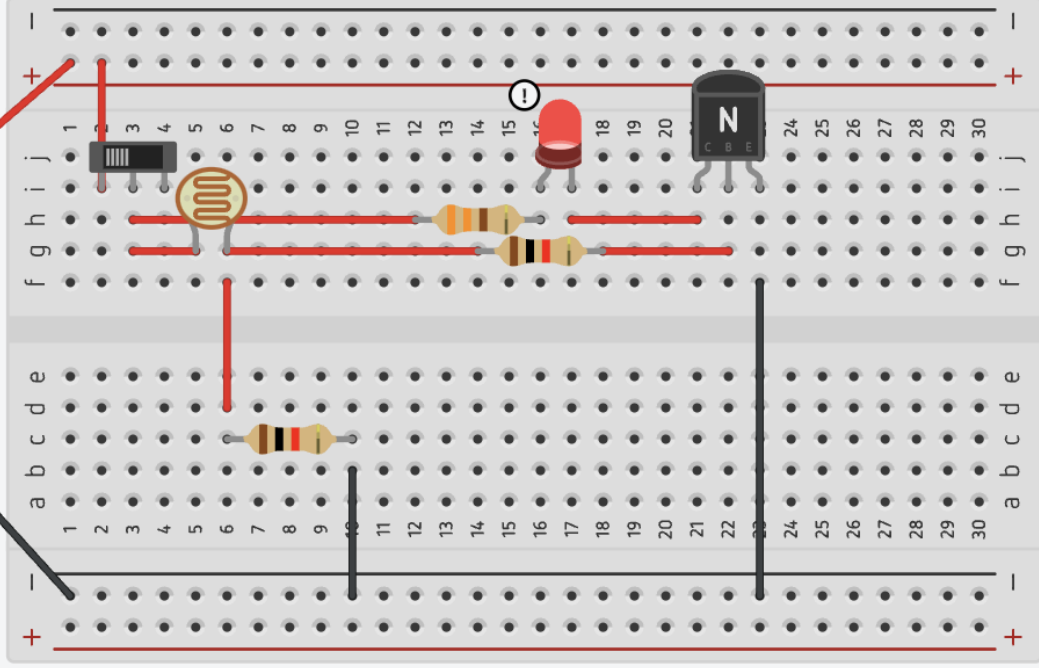 — —
+ +
!
1 2 3 4 5 6 7 8 9 10 11 12 13 14 15 16 17 18 19 20 21 23 24 25 26 27 28 29 30
N
C B E
j j
i i
h h
g g
f f
e e
d d
c c
b b
a a
1 2 3 4 5 6 7 8 9 10 11 12 13 14 15 16 17 18 19 20 21 22 23 24 25 26 27 28 29 30
— —
+ +